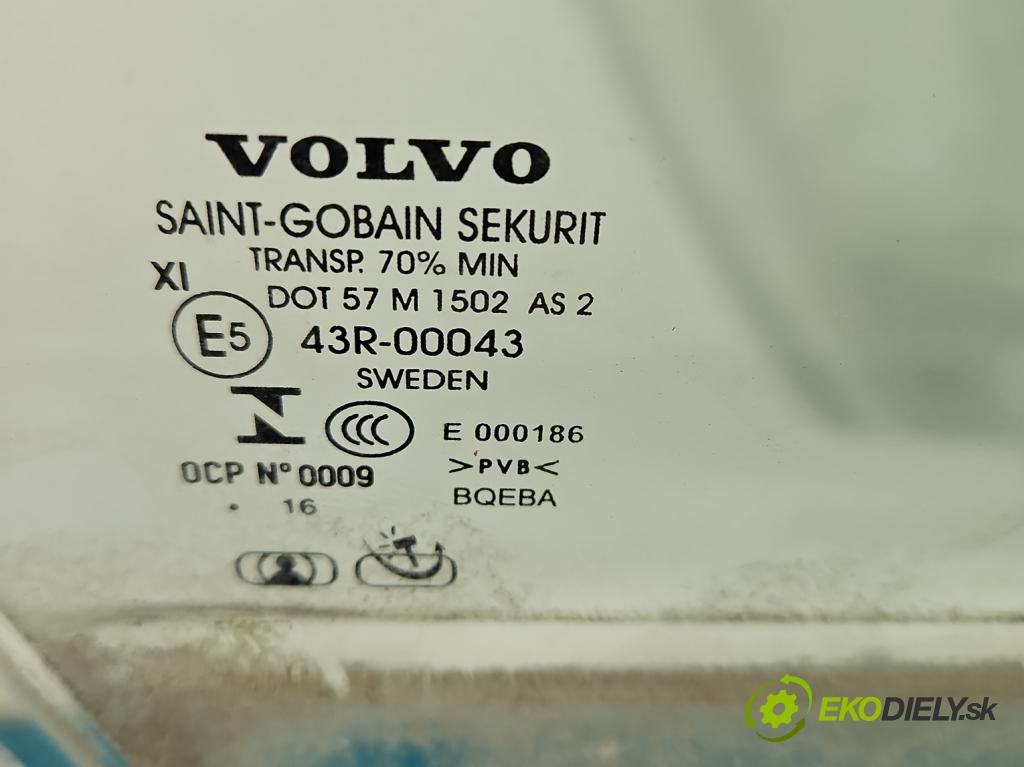 VOLVO
SAINT-GOBAIN SEKURIT
TRANSP. 70% MIN
XI
DOT 57 M 1502 AS 2
E5 43R-00043
SWEDEN
CCC E 000186
OCP N° 0009 >PVB<
. 16 BQEBA
EKODIELY.sk